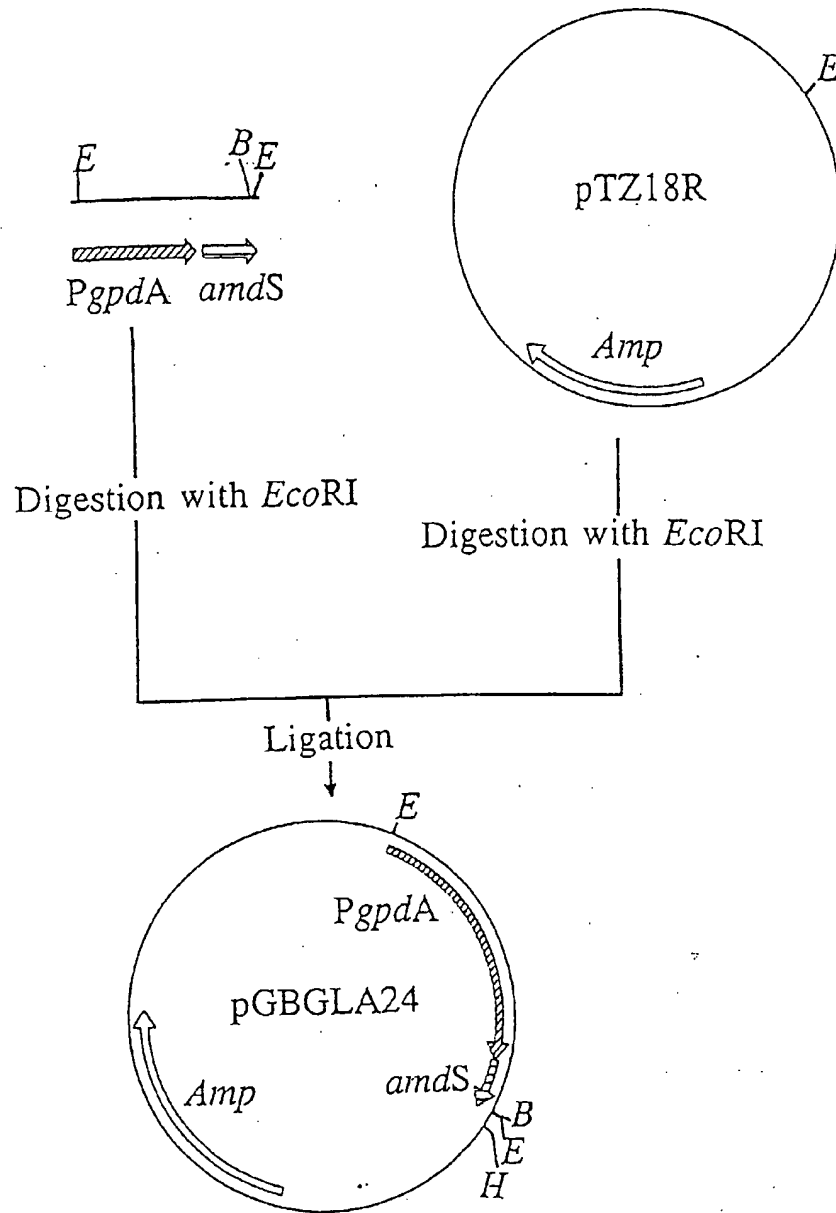 E
pTZ18R
E
B
E
PgpdA
amdS
Amp
Digestion with EcoRI
Digestion with EcoRI
Ligation
E
PgpdA
pGBGLA24
amdS
Amp
B
E
H